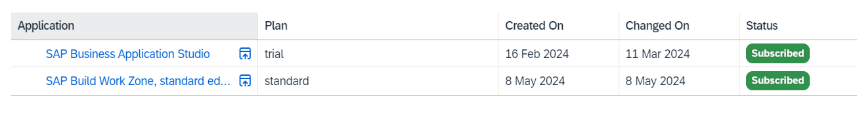 Application Plan Created On Changed On Status
SAP Business Application Studio trial 16 Feb 2024 11 Mar 2024 Subscribed
SAP Build Work Zone, standard ed... standard 8 May 2024 8 May 2024 Subscribed